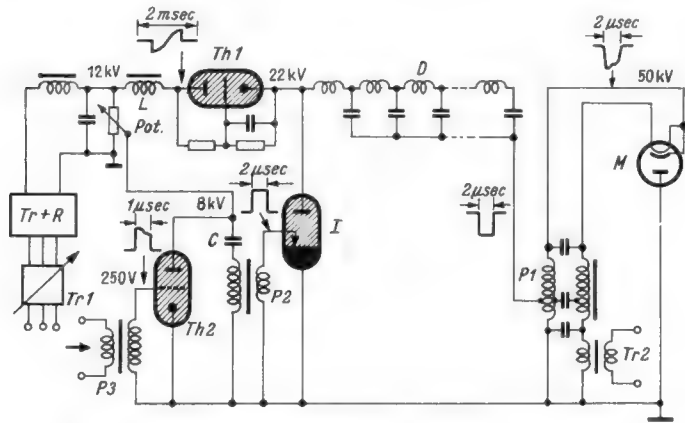 2 msec
Th1
12kV
22kV
D
2 μsec
50kV
L
Pot.
M
2 μsec
Tr + R
1 μsec
8kV
I
2 μsec
C
P2
250V
P1
Tr1
Th2
Tr2
P3